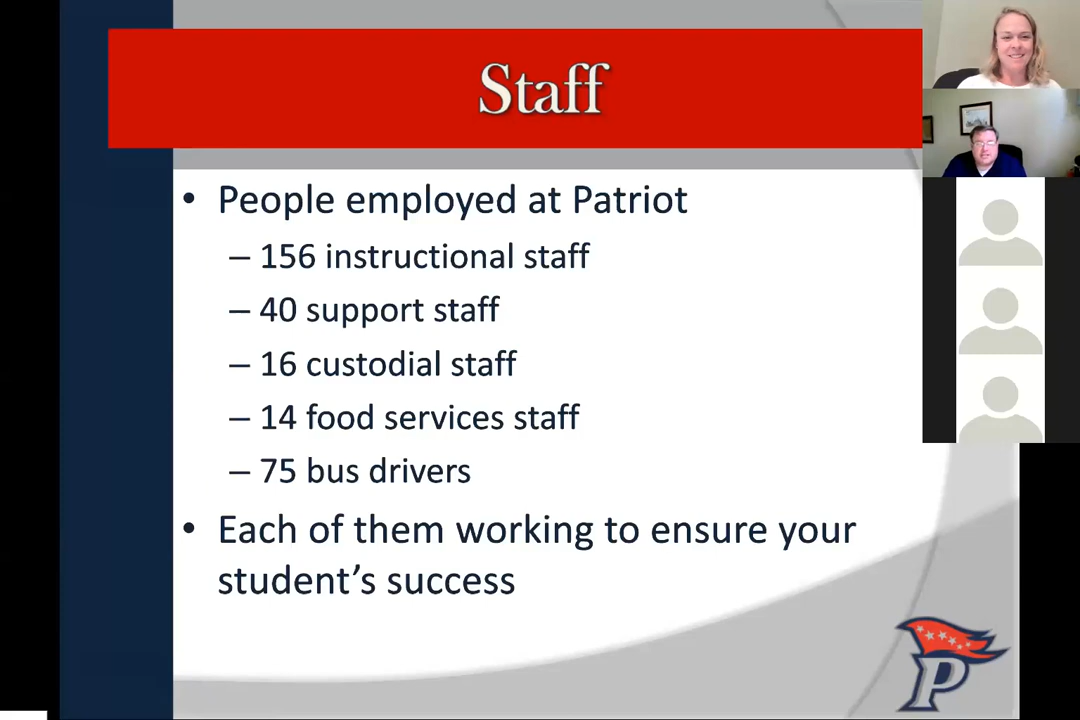 Staff
• People employed at Patriot
– 156 instructional staff
– 40 support staff
– 16 custodial staff
– 14 food services staff
– 75 bus drivers
• Each of them working to ensure your
student’s success
P